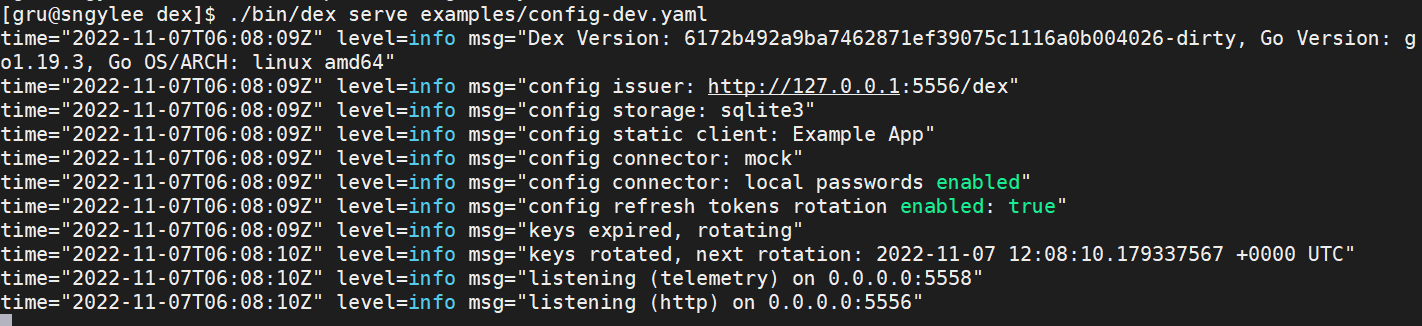 [gru@sngylee dex]$ ./bin/dex serve examples/config-dev.yaml
time="2022-11-07T06:08:09Z" level=info msg="Dex Version: 6172b492a9ba7462871ef39075c1116a0b004026-dirty, Go Version: g
o1.19.3, Go OS/ARCH: linux amd64"
time="2022-11-07T06:08:09Z" level=info msg="config issuer: http://127.0.0.1:5556/dex"
time="2022-11-07T06:08:09Z" level=info msg="config storage: sqlite3"
time="2022-11-07T06:08:09Z" level=info msg="config static client: Example App"
time="2022-11-07T06:08:09Z" level=info msg="config connector: mock"
time="2022-11-07T06:08:09Z" level=info msg="config connector: local passwords enabled"
time="2022-11-07T06:08:09Z" level=info msg="config refresh tokens rotation enabled: true"
time="2022-11-07T06:08:09Z" level=info msg="keys expired, rotating"
time="2022-11-07T06:08:10Z" level=info msg="keys rotated, next rotation: 2022-11-07 12:08:10.179337567 +0000 UTC"
time="2022-11-07T06:08:10Z" level=info msg="listening (telemetry) on 0.0.0.0:5558"
time="2022-11-07T06:08:10Z" level=info msg="listening (http) on 0.0.0.0:5556"